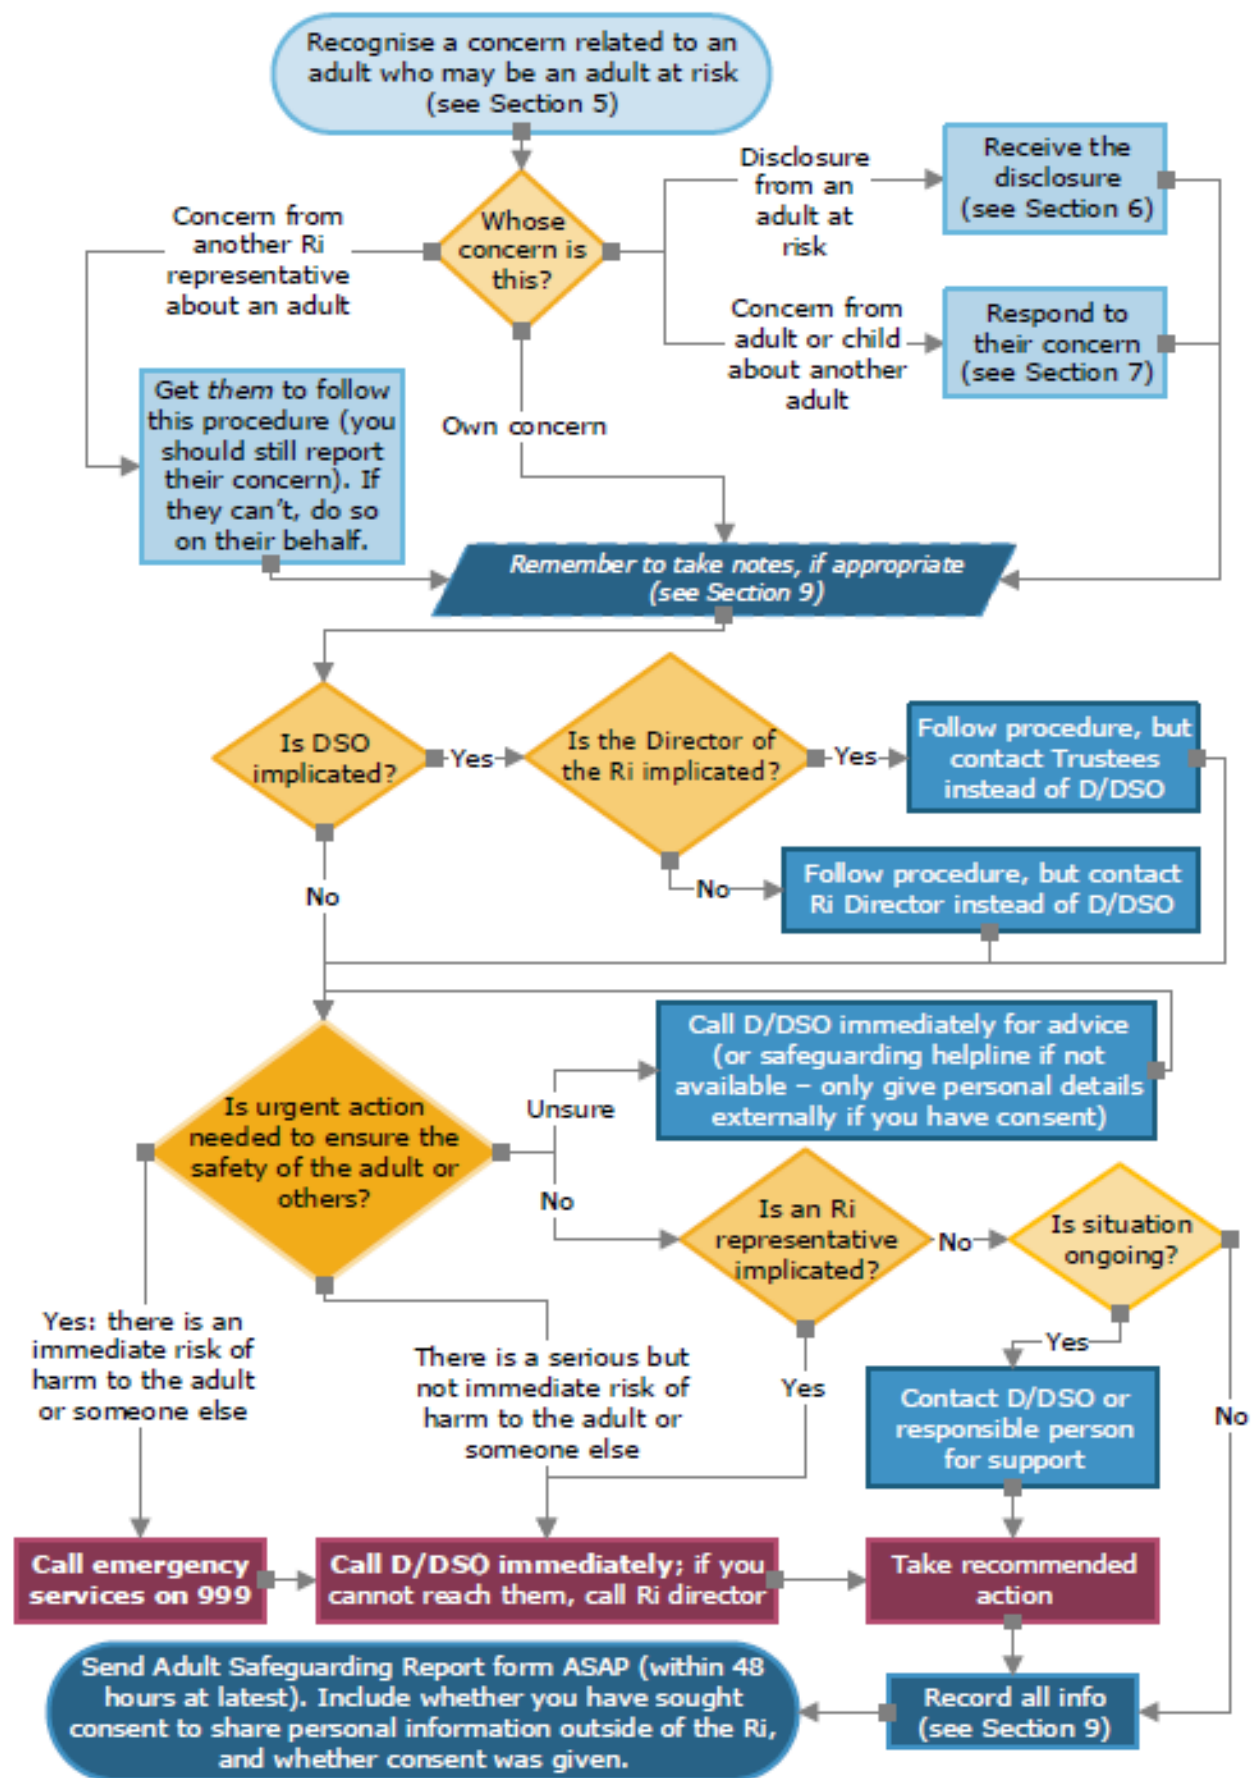 Recognise a concern related to an
adult who may be an adult at risk
(see Section 5)
Whose
concern is
this?
Disclosure
from an
adult at
risk
Receive the
disclosure
(see Section 6)
Concern from
another Ri
representative
about an adult
Concern from
adult or child
about another
adult
Respond to
their concern
(see Section 7)
Get them to follow
this procedure (you
should still report
their concern). If
they can't, do so
on their behalf.
Own concern
Remember to take notes, if appropriate
(see Section 9)
Is DSO
implicated?
Yes
Is the Director of
the Ri implicated?
Yes
Follow procedure, but
contact Trustees
instead of D/DSO
No
No
Follow procedure, but contact
Ri Director instead of D/DSO
Is urgent action
needed to ensure the
safety of the adult or
others?
Unsure
Call D/DSO immediately for advice
(or safeguarding helpline if not
available – only give personal details
externally if you have consent)
No
Is an Ri
representative
implicated?
No
Is situation
ongoing?
Yes: there is an
immediate risk of
harm to the adult
or someone else
There is a serious but
not immediate risk of
harm to the adult or
someone else
Yes
Yes
No
Contact D/DSO or
responsible person
for support
Call emergency
services on 999
Call D/DSO immediately; if you
cannot reach them, call Ri director
Take recommended
action
Send Adult Safeguarding Report form ASAP (within 48
hours at latest). Include whether you have sought
consent to share personal information outside of the Ri,
and whether consent was given.
Record all info
(see Section 9)